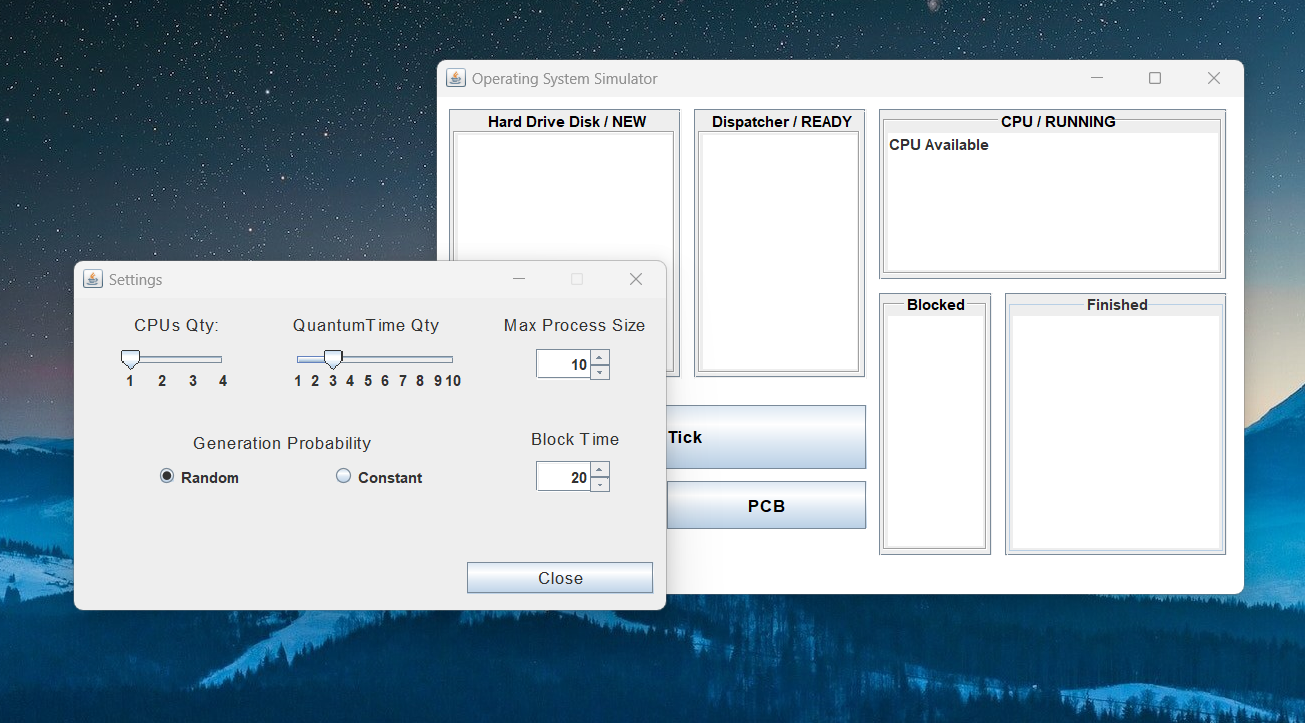 Operating System Simulator
Hard Drive Disk / NEW
Dispatcher / READY
CPU / RUNNING
CPU Available
Blocked
Finished
Tick
PCB
Settings
CPUs Qty:
QuantumTime Qty
Max Process Size
10
1 2 3 4
1 2 3 4 5 6 7 8 9 10
Generation Probability
Block Time
Random
Constant
20
Close